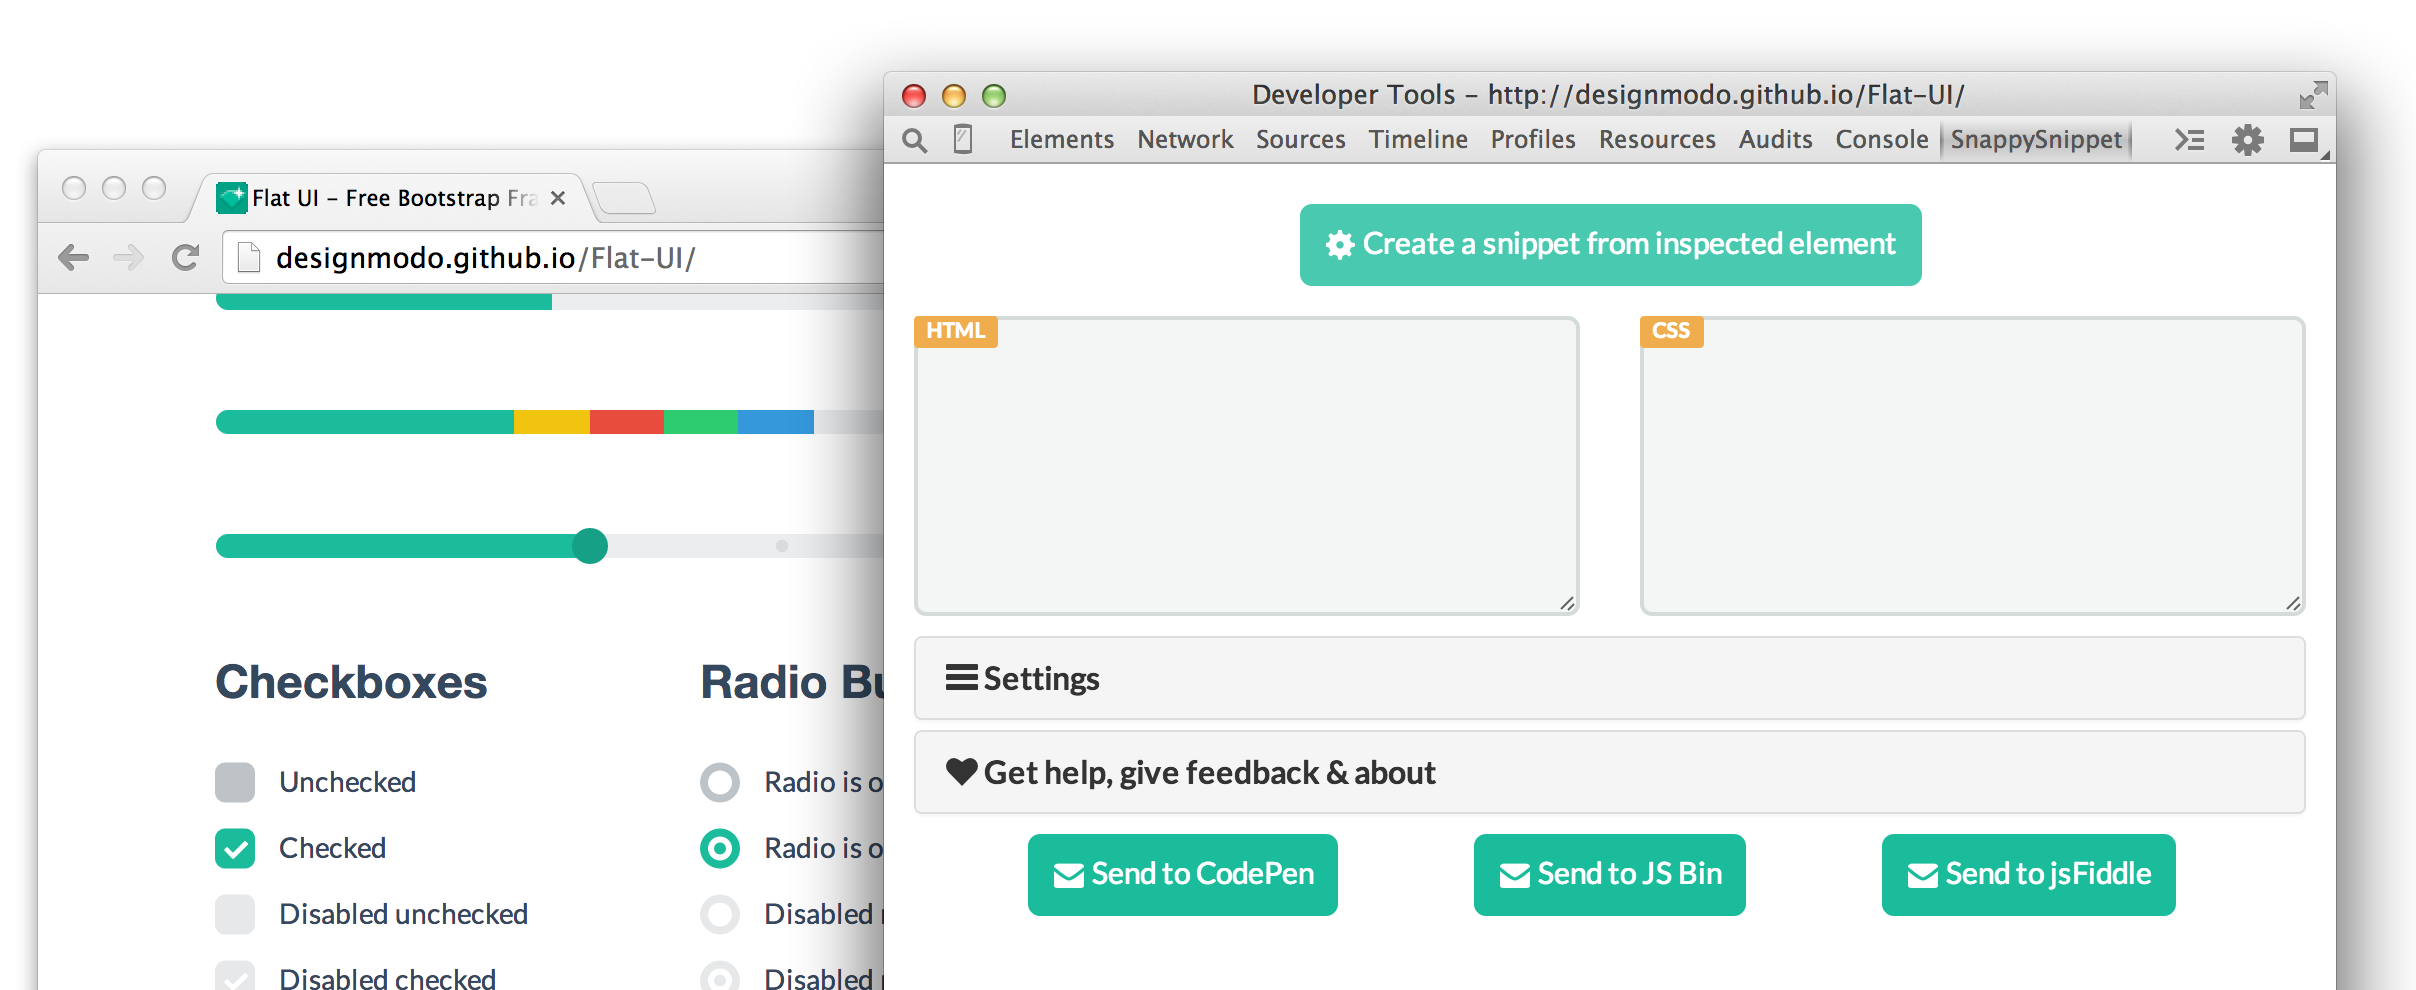 Developer Tools - http://designmodo.github.io/Flat-UI/
Elements Network Sources Timeline Profiles Resources Audits Console SnappySnippet
Flat UI - Free Bootstrap Fra
designmodo.github.io/Flat-UI/
Create a snippet from inspected element
HTML
CSS
Settings
Get help, give feedback & about
Send to CodePen
Send to JS Bin
Send to jsFiddle
Checkboxes
Unchecked
Checked
Disabled unchecked
Disabled checked
Radio Bu
Radio is o
Radio is o
Disabled
Disabled